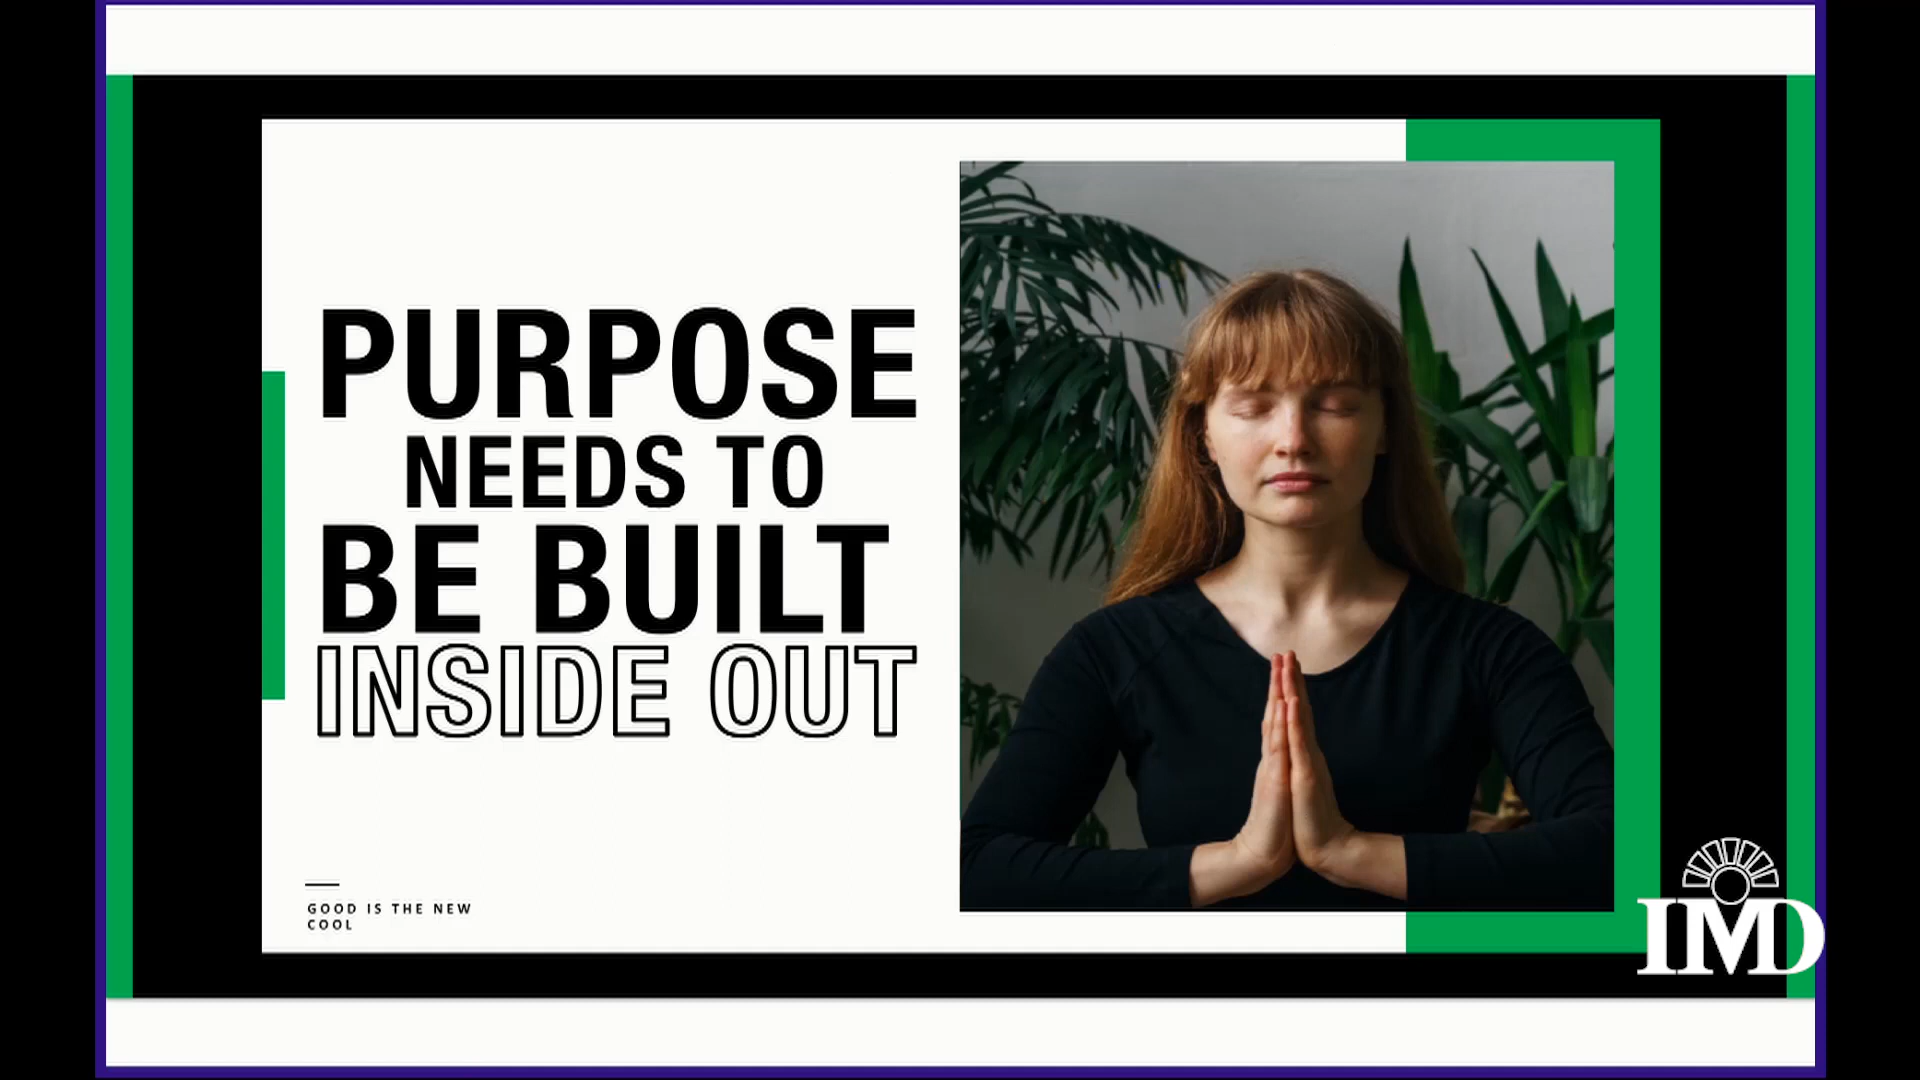 PURPOSE
NEEDS TO
BE BUILT
INSIDE OUT
GOOD IS THE NEW
COOL
IMD